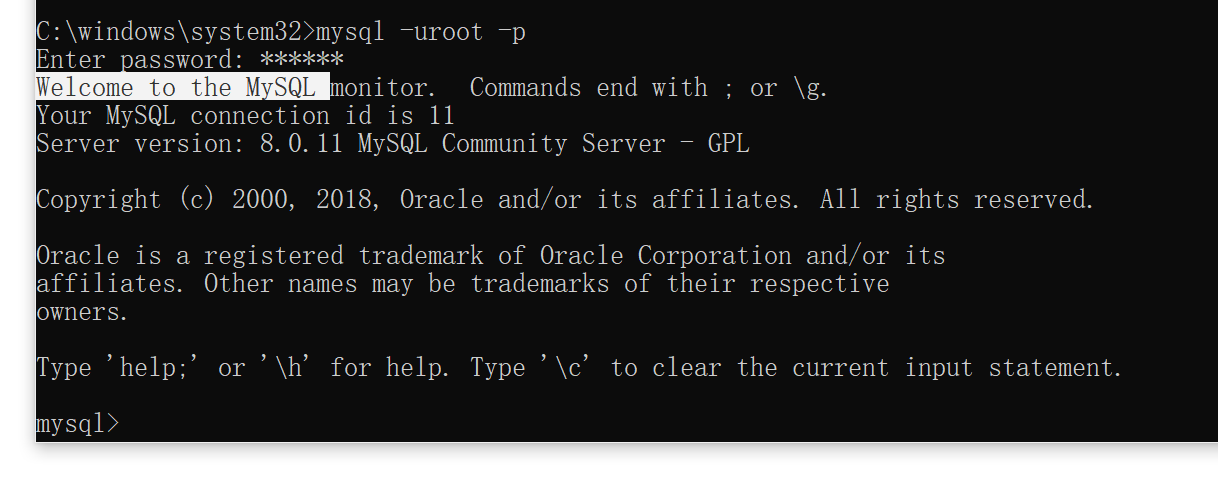 C:\windows\system32>mysql -uroot -p
Enter password: ******
Welcome to the MySQL monitor.  Commands end with ; or \g.
Your MySQL connection id is 11
Server version: 8.0.11 MySQL Community Server - GPL
Copyright (c) 2000, 2018, Oracle and/or its affiliates. All rights reserved.
Oracle is a registered trademark of Oracle Corporation and/or its
affiliates. Other names may be trademarks of their respective
owners.
Type 'help;' or '\h' for help. Type '\c' to clear the current input statement.
mysql>